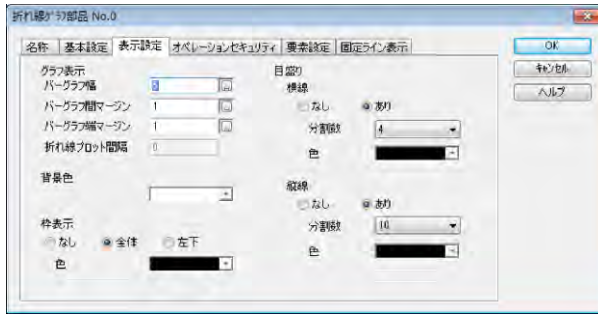 折れ線グラフ部品 No.0
名称 基本設定 表示設定 オペレーションセキュリティ 要素設定 固定ライン表示
OK
キャンセル
ヘルプ
グラフ表示
バーグラフ幅
バーグラフ間マージン 1
バーグラフ端マージン 1
折れ線プロット間隔 0
背景色
枠表示
なし 全体 左下
色
目盛り
横線
なし あり
分割数 4
色
縦線
なし あり
分割数 10
色